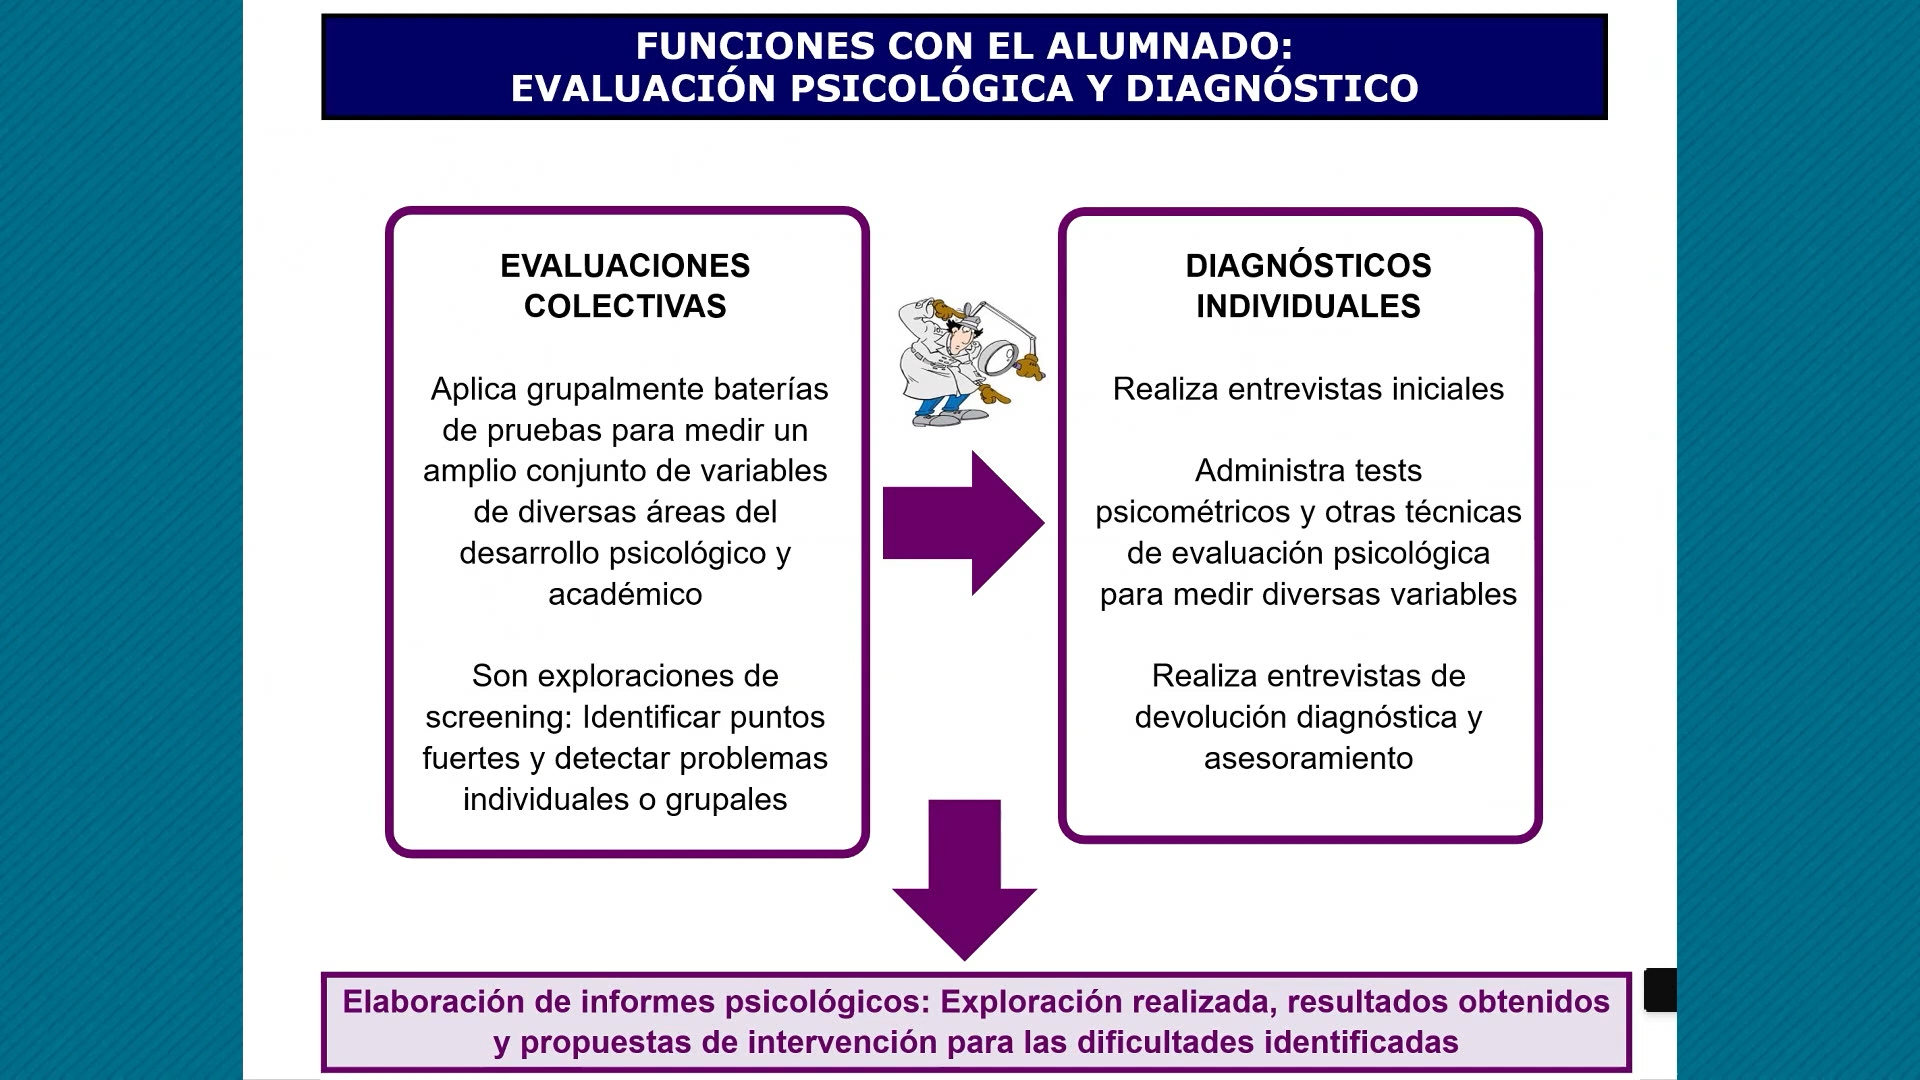 FUNCIONES CON EL ALUMNADO:
EVALUACIÓN PSICOLÓGICA Y DIAGNÓSTICO
EVALUACIONES
COLECTIVAS
Aplica grupalmente baterías
de pruebas para medir un
amplio conjunto de variables
de diversas áreas del
desarrollo psicológico y
académico
Son exploraciones de
screening: Identificar puntos
fuertes y detectar problemas
individuales o grupales
DIAGNÓSTICOS
INDIVIDUALES
Realiza entrevistas iniciales
Administra tests
psicométricos y otras técnicas
de evaluación psicológica
para medir diversas variables
Realiza entrevistas de
devolución diagnóstica y
asesoramiento
Elaboración de informes psicológicos: Exploración realizada, resultados obtenidos
y propuestas de intervención para las dificultades identificadas